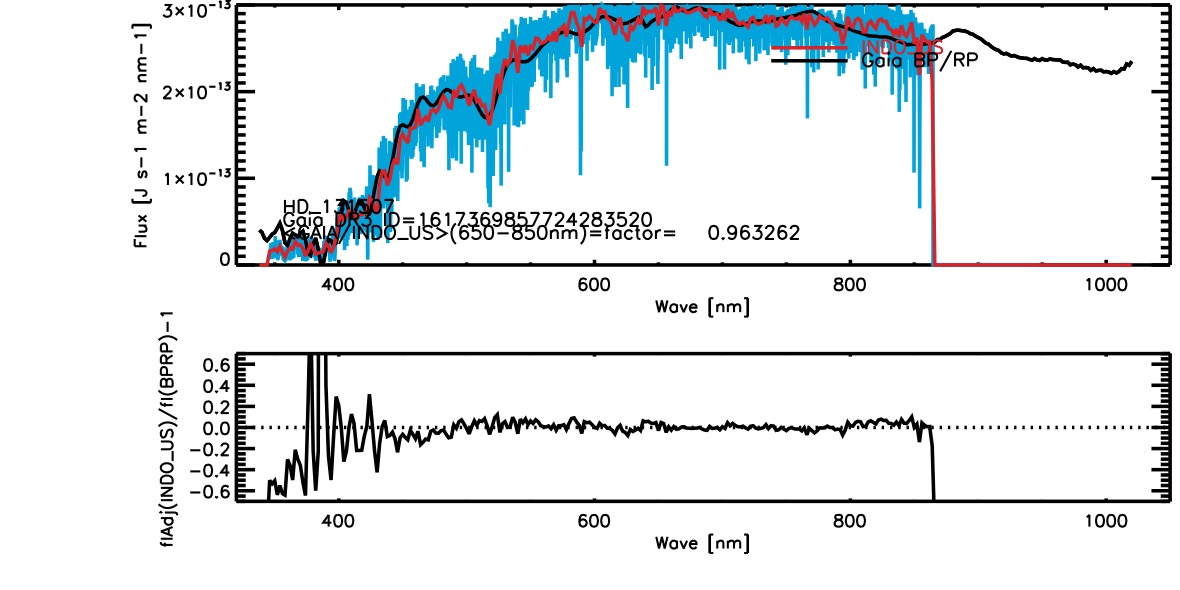 3×10⁻¹³
2×10⁻¹³
1×10⁻¹³
0
Flux [J s−1 m−2 nm−1]
INDO_US
Gaia BP/RP
HD_131507
Gaia DR3 ID=1617369857724283520
<GAIA/INDO_US>(650−850nm)=factor= 0.963262
400 600 800 1000
Wave [nm]
flAdj(INDO_US)/fl(BPRP)−1
0.6
0.4
0.2
0.0
−0.2
−0.4
−0.6
400 600 800 1000
Wave [nm]